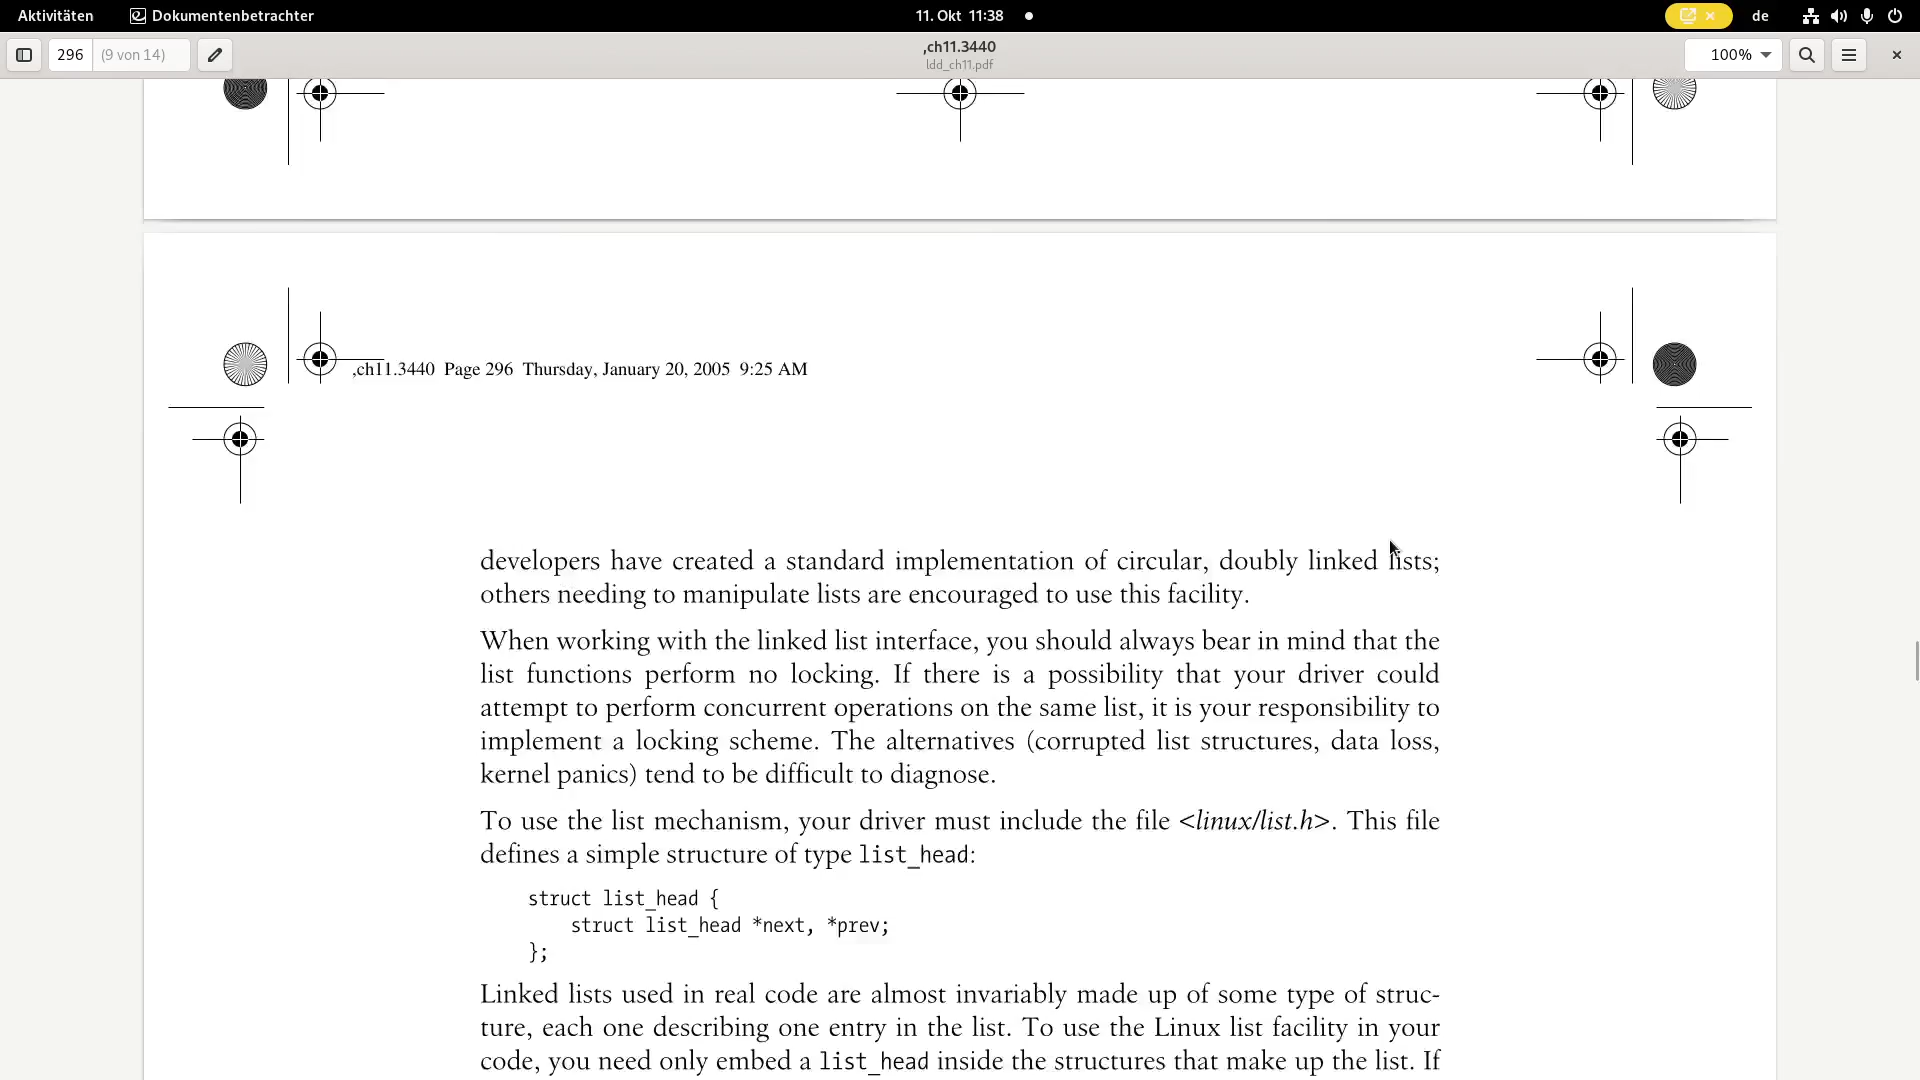 Aktivitäten Dokumentenbetrachter 11. Okt 11:38 de
296 (9 von 14) ,ch11.3440 100%
ldd_ch11.pdf
,ch11.3440 Page 296 Thursday, January 20, 2005 9:25 AM
developers have created a standard implementation of circular, doubly linked lists;
others needing to manipulate lists are encouraged to use this facility.
When working with the linked list interface, you should always bear in mind that the
list functions perform no locking. If there is a possibility that your driver could
attempt to perform concurrent operations on the same list, it is your responsibility to
implement a locking scheme. The alternatives (corrupted list structures, data loss,
kernel panics) tend to be difficult to diagnose.
To use the list mechanism, your driver must include the file <linux/list.h>. This file
defines a simple structure of type list_head:
struct list_head {
struct list_head *next, *prev;
};
Linked lists used in real code are almost invariably made up of some type of struc-
ture, each one describing one entry in the list. To use the Linux list facility in your
code, you need only embed a list_head inside the structures that make up the list. If